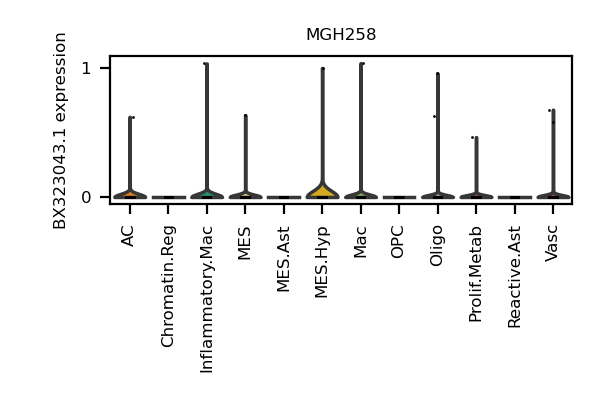 MGH258
BX323043.1 expression
1
0
AC
Chromatin.Reg
Inflammatory.Mac
MES
MES.Ast
MES.Hyp
Mac
OPC
Oligo
Prolif.Metab
Reactive.Ast
Vasc